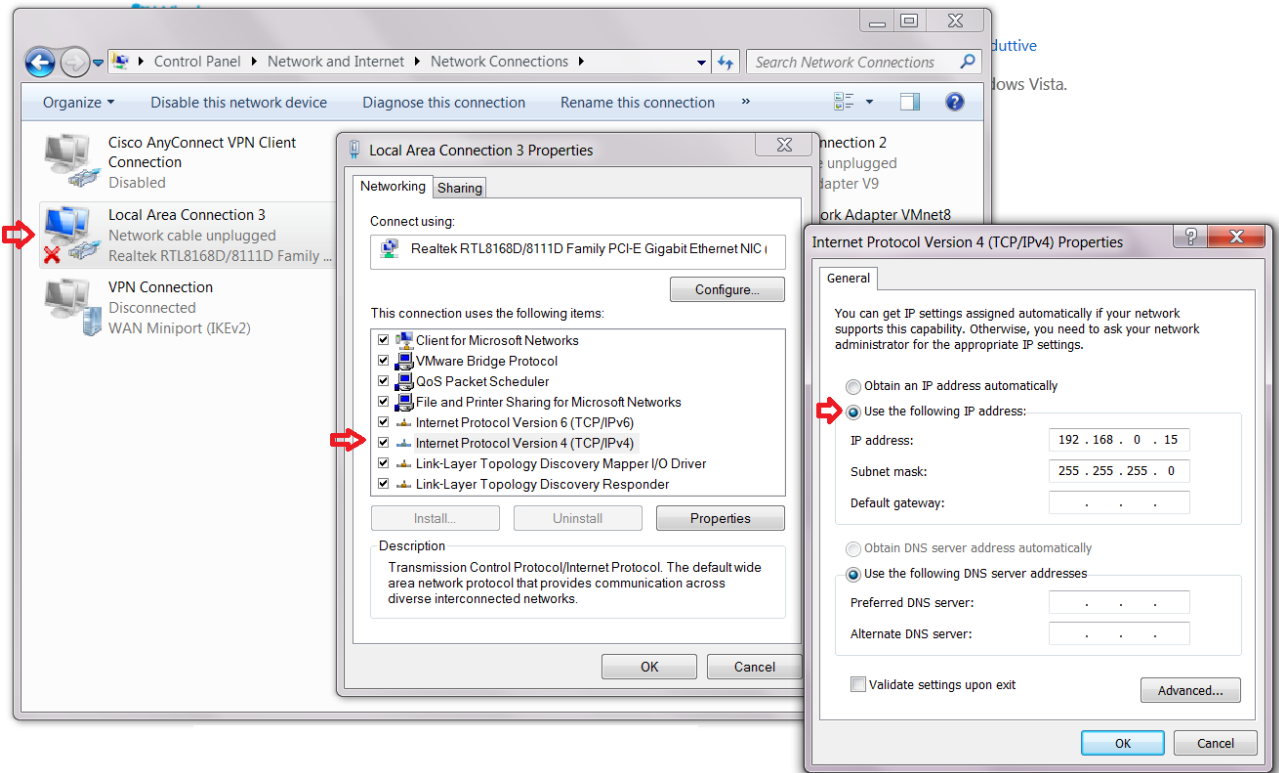 duttive
Control Panel ▸ Network and Internet ▸ Network Connections ▸
Search Network Connections
dows Vista.
Organize
Disable this network device
Diagnose this connection
Rename this connection
»
Cisco AnyConnect VPN Client
Connection
Disabled
Local Area Connection 3
Network cable unplugged
Realtek RTL8168D/8111D Family ...
VPN Connection
Disconnected
WAN Miniport (IKEv2)
nnection 2
unplugged
dapter V9
ork Adapter VMnet8
Local Area Connection 3 Properties
Networking
Sharing
Connect using:
Realtek RTL8168D/8111D Family PCI-E Gigabit Ethernet NIC (
Configure...
This connection uses the following items:
Client for Microsoft Networks
VMware Bridge Protocol
QoS Packet Scheduler
File and Printer Sharing for Microsoft Networks
Internet Protocol Version 6 (TCP/IPv6)
Internet Protocol Version 4 (TCP/IPv4)
Link-Layer Topology Discovery Mapper I/O Driver
Link-Layer Topology Discovery Responder
Install...
Uninstall
Properties
Description
Transmission Control Protocol/Internet Protocol. The default wide
area network protocol that provides communication across
diverse interconnected networks.
OK
Cancel
Internet Protocol Version 4 (TCP/IPv4) Properties
General
You can get IP settings assigned automatically if your network
supports this capability. Otherwise, you need to ask your network
administrator for the appropriate IP settings.
Obtain an IP address automatically
Use the following IP address:
IP address:
192 . 168 . 0 . 15
Subnet mask:
255 . 255 . 255 . 0
Default gateway:
. . .
Obtain DNS server address automatically
Use the following DNS server addresses
Preferred DNS server:
. . .
Alternate DNS server:
. . .
Validate settings upon exit
Advanced...
OK
Cancel